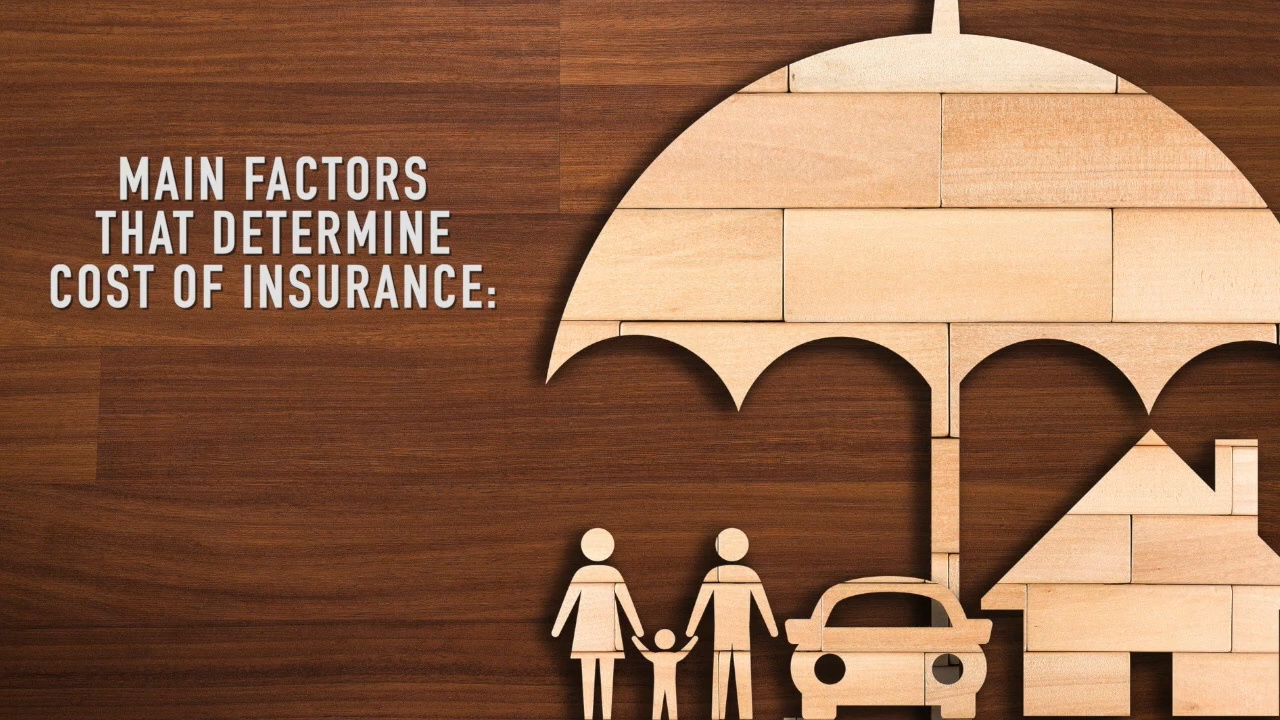 MAIN FACTORS
THAT DETERMINE
COST OF INSURANCE: